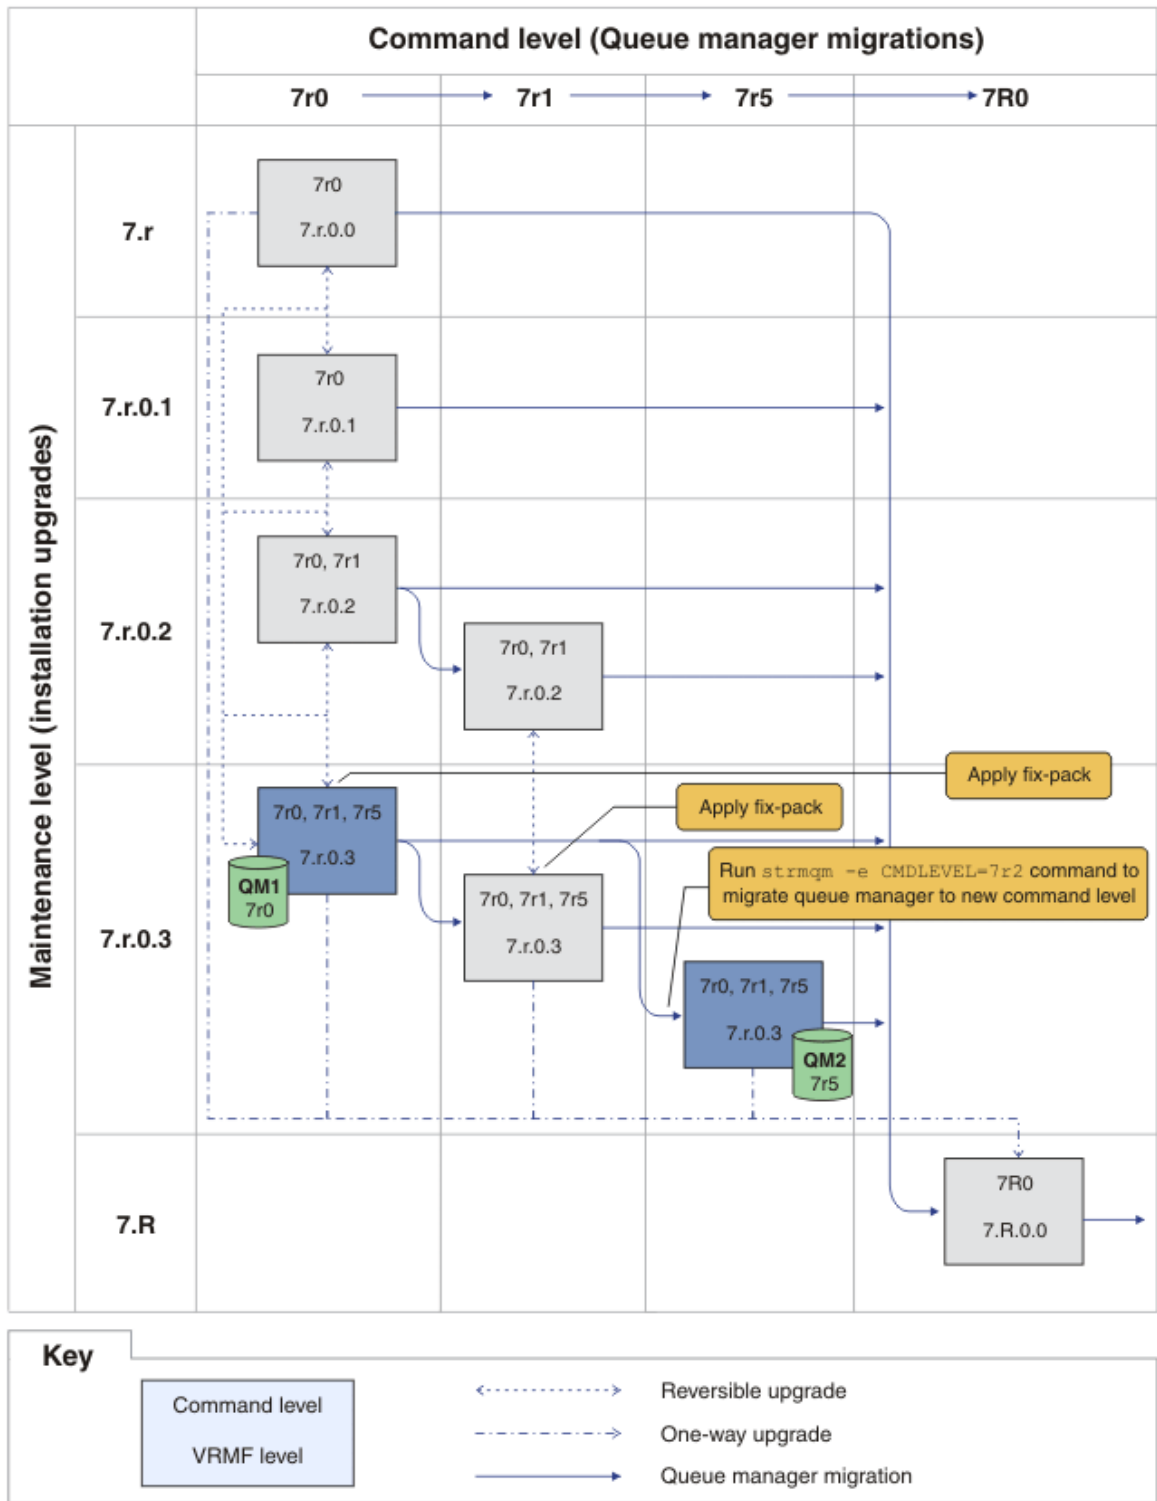 Command level (Queue manager migrations)
7r0
7r1
7r5
7R0
Maintenance level (installation upgrades)
7.r
7r0
7.r.0.0
7.r.0.1
7r0
7.r.0.1
7.r.0.2
7r0, 7r1
7.r.0.2
7r0, 7r1
7.r.0.2
Apply fix-pack
Apply fix-pack
7.r.0.3
7r0, 7r1, 7r5
7.r.0.3
QM1
7r0
Run strmqm -e CMDLEVEL=7r2 command to
migrate queue manager to new command level
7r0, 7r1, 7r5
7.r.0.3
7r0, 7r1, 7r5
7.r.0.3
QM2
7r5
7.R
7R0
7.R.0.0
Key
Command level
VRMF level
Reversible upgrade
One-way upgrade
Queue manager migration